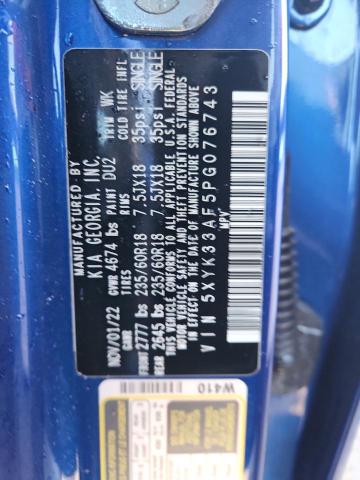 MANUFACTURED BY
KIA GEORGIA, INC.
NOV/01/22 GVWR 4674 lbs PAINT DU2 TRIM WK
GAWR RIMS COLD TIRE INFL
FRONT 2777 lbs 235/60R18 7.5JX18 35psi SINGLE
REAR 2645 lbs 235/60R18 7.5JX18 35psi SINGLE
THIS VEHICLE CONFORMS TO ALL APPLICABLE U.S. FEDERAL
MOTOR VEHICLE SAFETY AND THEFT PREVENTION STANDARDS
IN EFFECT ON THE DATE OF MANUFACTURE SHOWN ABOVE.
VIN 5XYK33AF5PG076743
MPV
W410